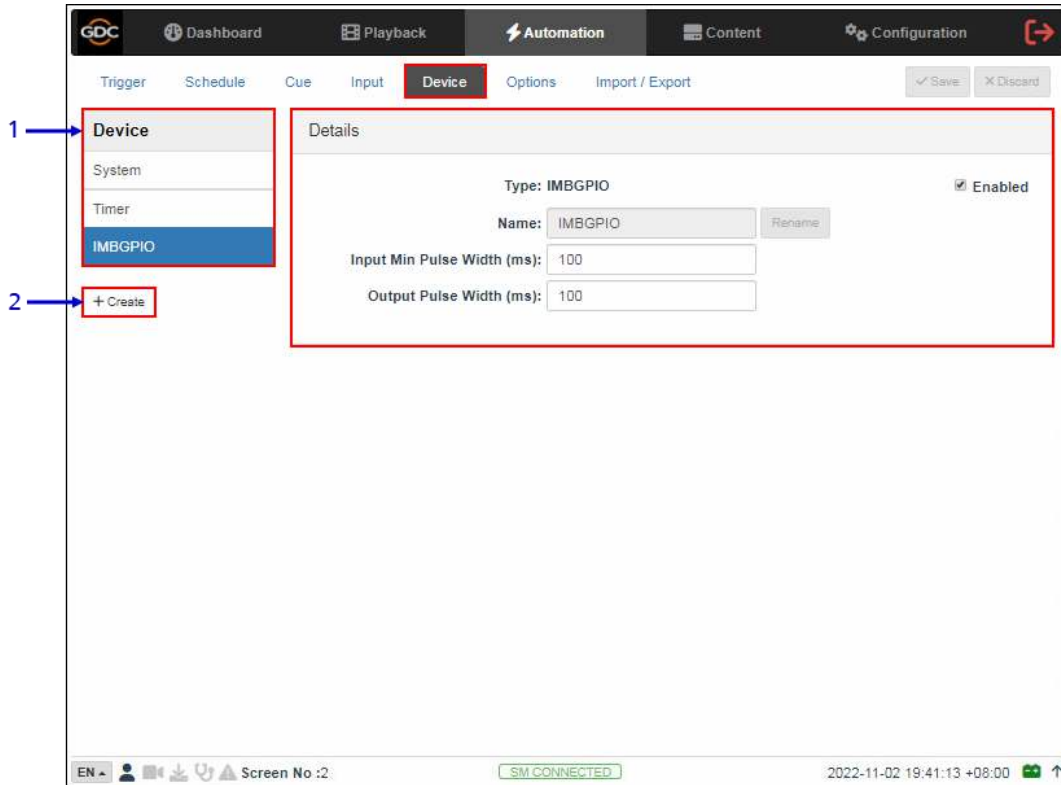 GDC Dashboard Playback Automation Content Configuration
Trigger Schedule Cue Input Device Options Import / Export Save Discard
1 Device Details
System
Type: IMBGPIO Enabled
Timer
Name: IMBGPIO Rename
IMBGPIO
Input Min Pulse Width (ms): 100
2 + Create
Output Pulse Width (ms): 100
EN Screen No :2 SM CONNECTED 2022-11-02 19:41:13 +08:00